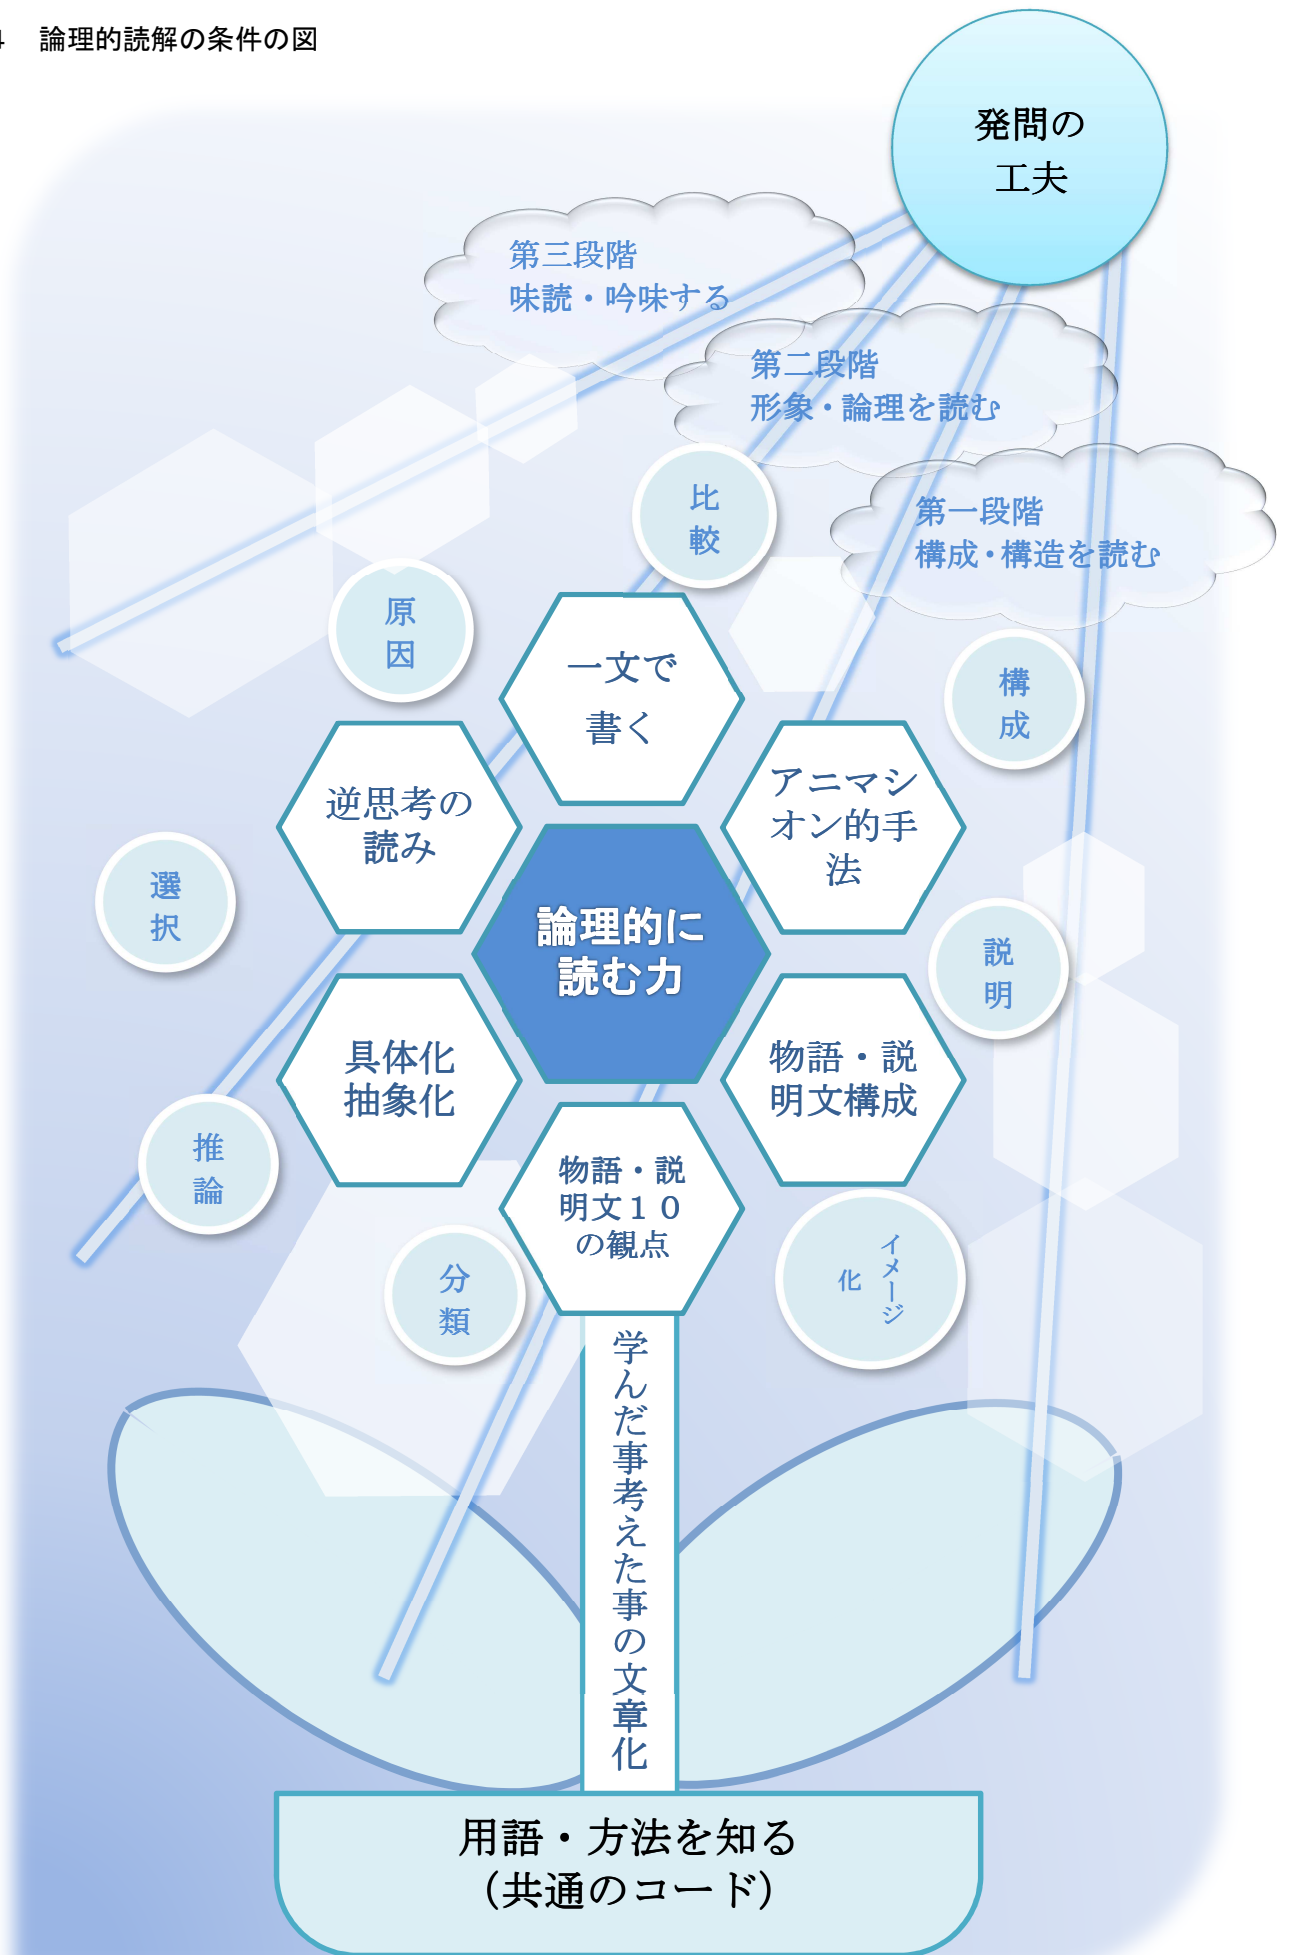 4　論理的読解の条件の図
発問の
工夫
第三段階
味読・吟味する
第二段階
形象・論理を読む
第一段階
構成・構造を読む
比
較
原
因
構
成
一文で
書く
逆思考の
読み
アニマシ
オン的手
法
選
択
論理的に
読む力
説
明
具体化
抽象化
物語・説
明文構成
推
論
物語・説
明文１０
の観点
分
類
イメージ
化
学んだ事考えた事の文章化
用語・方法を知る
（共通のコード）